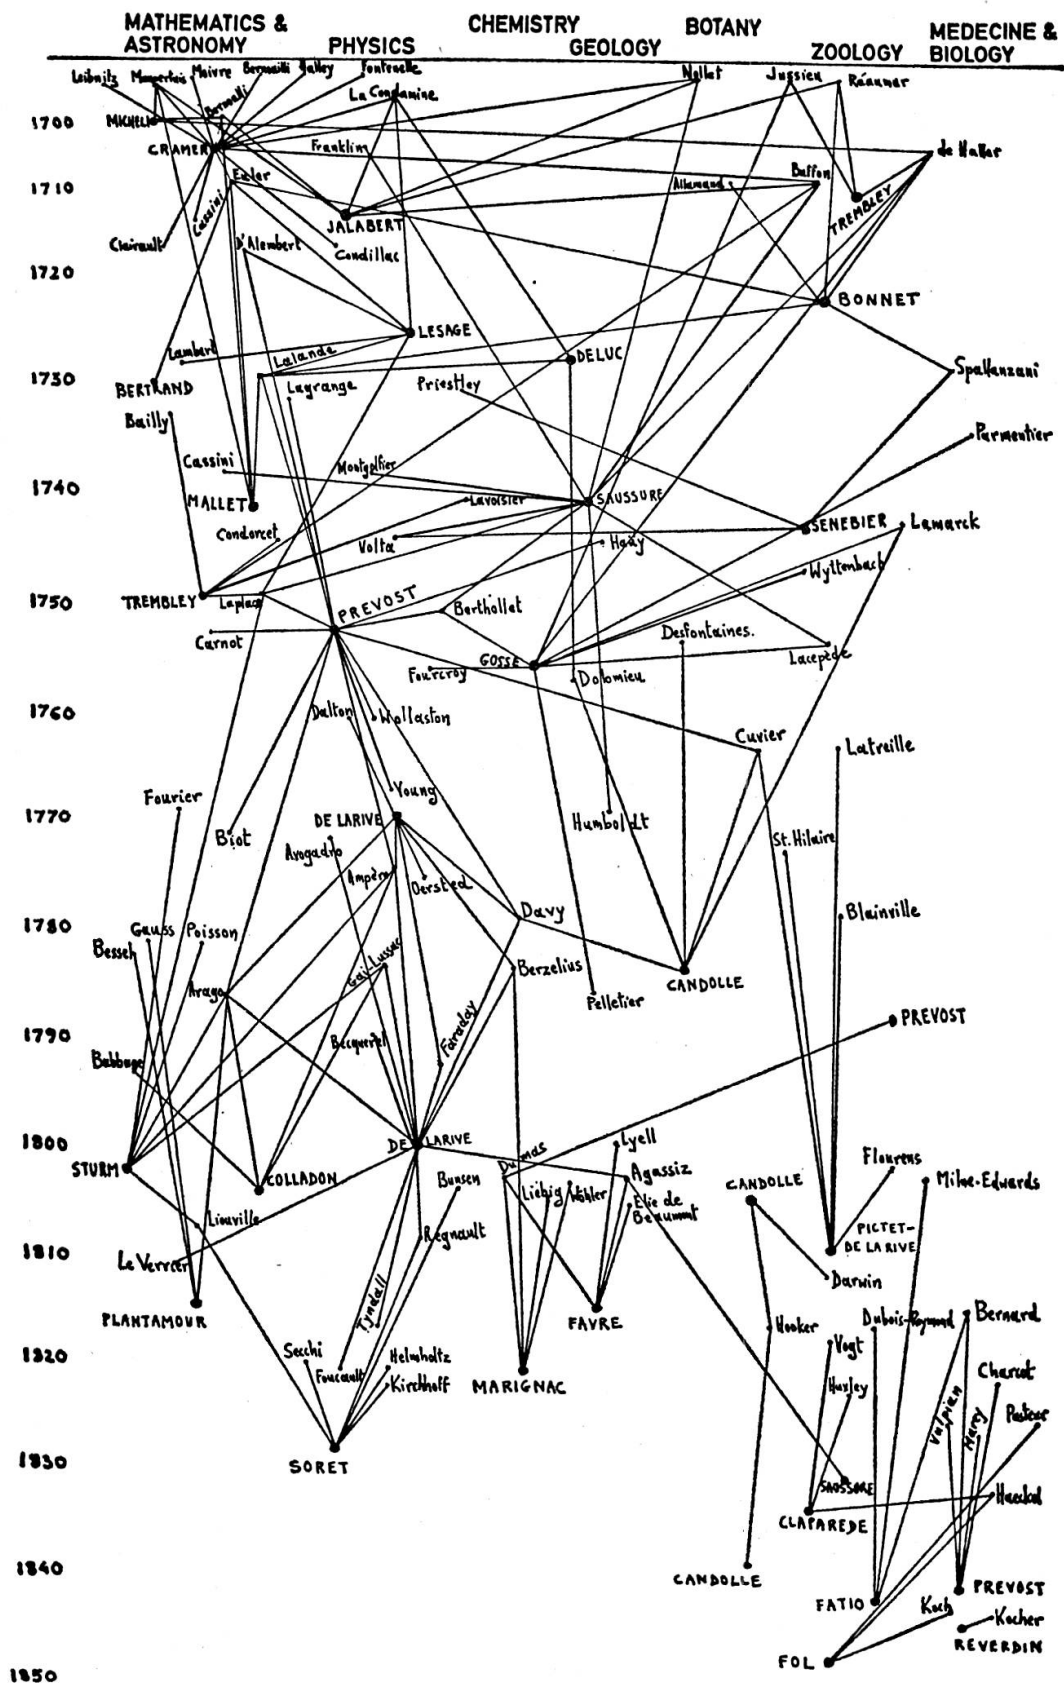 MATHEMATICS &
ASTRONOMY
PHYSICS
CHEMISTRY
GEOLOGY
BOTANY
ZOOLOGY
MEDECINE &
BIOLOGY
Leibnitz
Moivre
Bernoulli
Halley
Fontenelle
La Condamine
Nollet
Jussieu
Réaumur
1700
MICHELI
Bernoulli
CRAMER
Franklin
de Haller
Euler
Allamand
Buffon
1710
Cassini
JALABERT
TREMBLEY
Clairault
D'Alembert
Condillac
1720
BONNET
LESAGE
Lambert
Lalande
DELUC
Spallanzani
1730
BERTRAND
Lagrange
Priestley
Bailly
Parmentier
Cassini
Montgolfier
1740
MALLET
Lavoisier
SAUSSURE
SENEBIER
Lamarck
Condorcet
Volta
Haüy
Wyttenbach
1750
TREMBLEY
Laplace
PREVOST
Berthollet
Carnot
Desfontaines.
Fourcroy
GOSSE
Dolomieu
Lacepède
1760
Dalton
Wollaston
Cuvier
Latreille
Young
Fourier
1770
Biot
DE LARIVE
Humboldt
St. Hilaire
Avogadro
Ampère
Oersted
1780
Davy
Blainville
Bessel
Gauss
Poisson
Gay-Lussac
Berzelius
CANDOLLE
Arago
Pelletier
1790
Becquerel
Faraday
PREVOST
Babbage
1800
STURM
COLLADON
DE LARIVE
Dumas
Lyell
Agassiz
Bunsen
Liebig
Wöhler
Elie de
Beaumont
CANDOLLE
Flourens
Milne-Edwards
Liouville
Regnault
PICTET-
DE LARIVE
1810
Le Verrier
Darwin
PLANTAMOUR
Tyndall
FAVRE
Hooker
Dubois-Reymond
Bernard
1820
Secchi
Foucault
Helmholtz
Kirchhoff
MARIGNAC
Vogt
Huxley
Charcot
Vulpian
Marey
Pasteur
1830
SORET
SAUSSURE
Haeckel
CLAPAREDE
1840
CANDOLLE
FATIO
PREVOST
Koch
Kocher
REVERDIN
FOL
1850